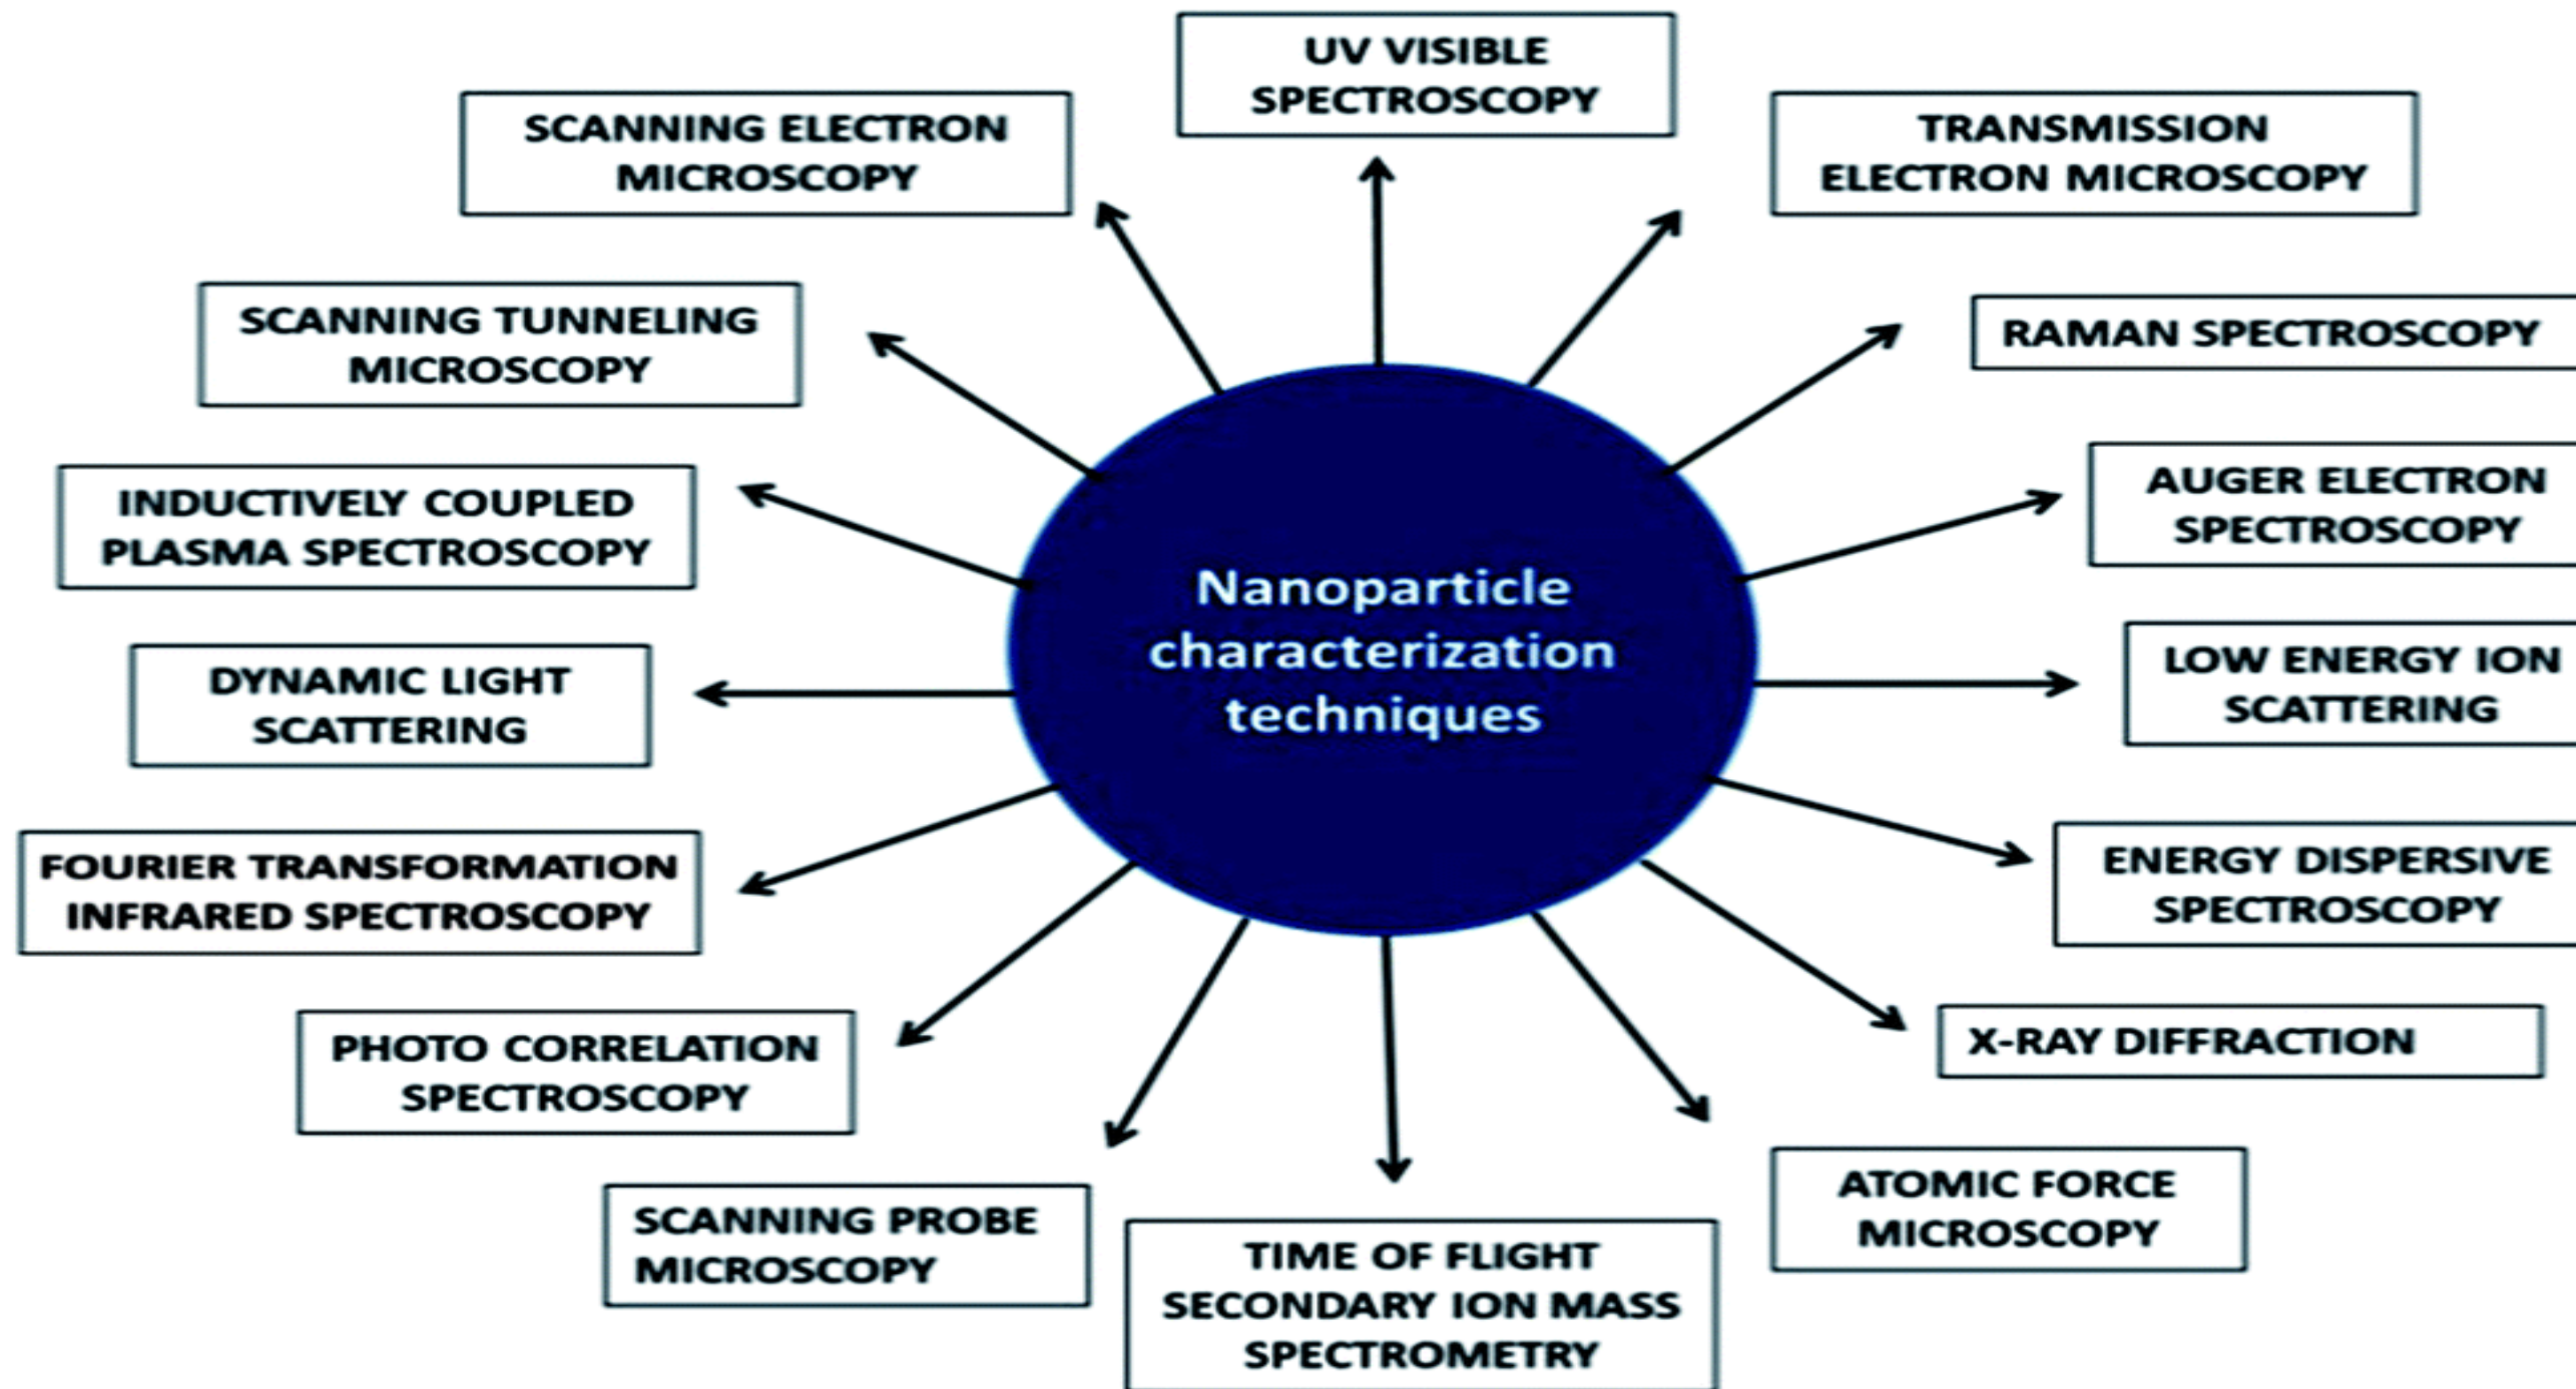 UV VISIBLE
SPECTROSCOPY
SCANNING ELECTRON
MICROSCOPY
TRANSMISSION
ELECTRON MICROSCOPY
SCANNING TUNNELING
MICROSCOPY
RAMAN SPECTROSCOPY
INDUCTIVELY COUPLED
PLASMA SPECTROSCOPY
AUGER ELECTRON
SPECTROSCOPY
Nanoparticle
characterization
techniques
DYNAMIC LIGHT
SCATTERING
LOW ENERGY ION
SCATTERING
FOURIER TRANSFORMATION
INFRARED SPECTROSCOPY
ENERGY DISPERSIVE
SPECTROSCOPY
PHOTO CORRELATION
SPECTROSCOPY
X-RAY DIFFRACTION
SCANNING PROBE
MICROSCOPY
TIME OF FLIGHT
SECONDARY ION MASS
SPECTROMETRY
ATOMIC FORCE
MICROSCOPY